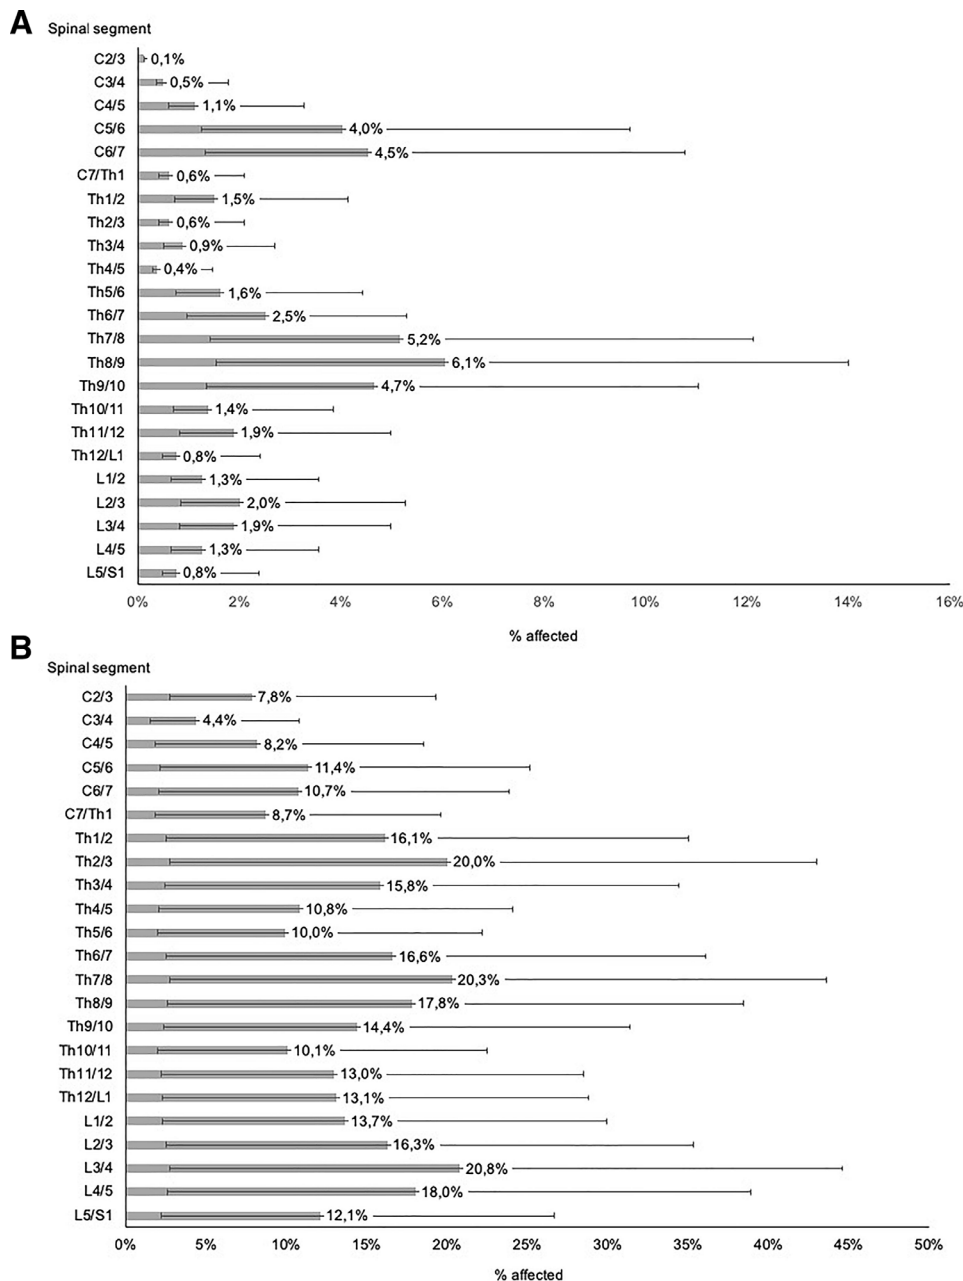 A Spinal segment
C2/3 0,1%
C3/4 0,5%
C4/5 1,1%
C5/6 4,0%
C6/7 4,5%
C7/Th1 0,6%
Th1/2 1,5%
Th2/3 0,6%
Th3/4 0,9%
Th4/5 0,4%
Th5/6 1,6%
Th6/7 2,5%
Th7/8 5,2%
Th8/9 6,1%
Th9/10 4,7%
Th10/11 1,4%
Th11/12 1,9%
Th12/L1 0,8%
L1/2 1,3%
L2/3 2,0%
L3/4 1,9%
L4/5 1,3%
L5/S1 0,8%
0% 2% 4% 6% 8% 10% 12% 14% 16%
% affected
B
Spinal segment
C2/3 7,8%
C3/4 4,4%
C4/5 8,2%
C5/6 11,4%
C6/7 10,7%
C7/Th1 8,7%
Th1/2 16,1%
Th2/3 20,0%
Th3/4 15,8%
Th4/5 10,8%
Th5/6 10,0%
Th6/7 16,6%
Th7/8 20,3%
Th8/9 17,8%
Th9/10 14,4%
Th10/11 10,1%
Th11/12 13,0%
Th12/L1 13,1%
L1/2 13,7%
L2/3 16,3%
L3/4 20,8%
L4/5 18,0%
L5/S1 12,1%
0% 5% 10% 15% 20% 25% 30% 35% 40% 45% 50%
% affected